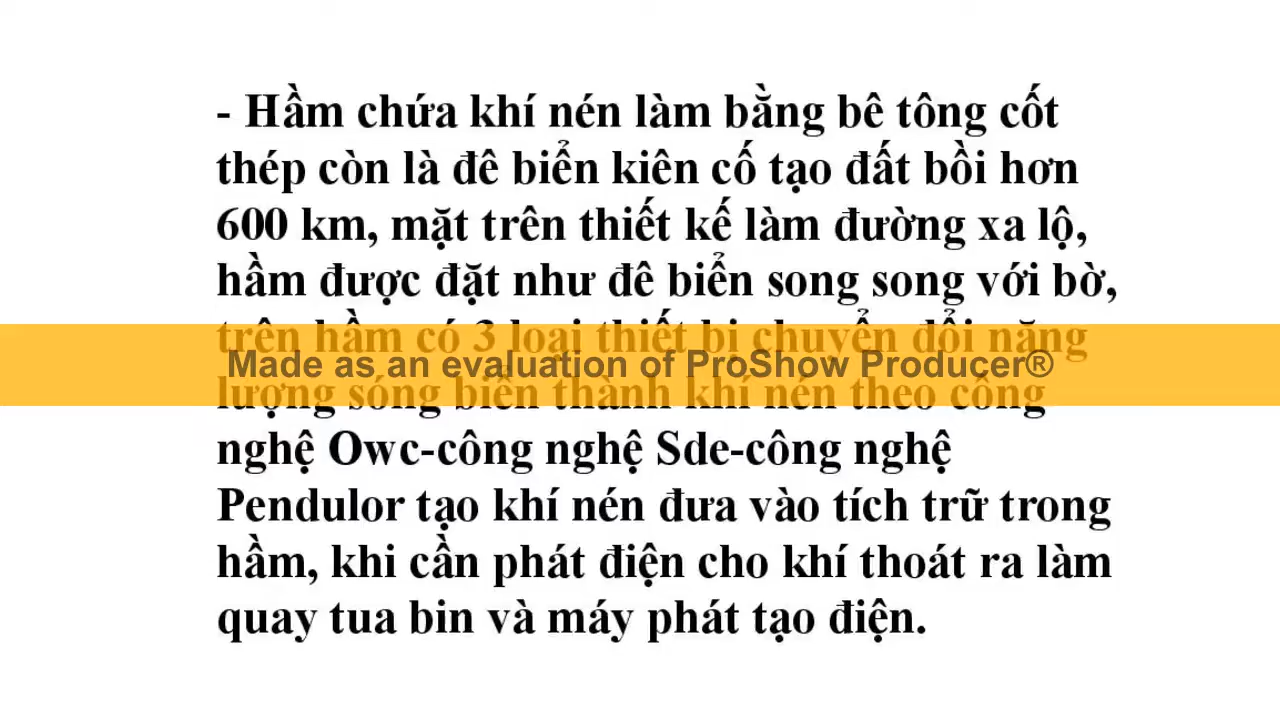 - Hầm chứa khí nén làm bằng bê tông cốt
thép còn là đê biển kiên cố tạo đất bồi hơn
600 km, mặt trên thiết kế làm đường xa lộ,
hầm được đặt như đê biển song song với bờ,
trên hầm có 3 loại thiết bị chuyển đổi năng
Made as an evaluation of ProShow Producer®
lượng sóng biển thành khí nén theo công
nghệ Owc-công nghệ Sde-công nghệ
Pendulor tạo khí nén đưa vào tích trữ trong
hầm, khi cần phát điện cho khí thoát ra làm
quay tua bin và máy phát tạo điện.